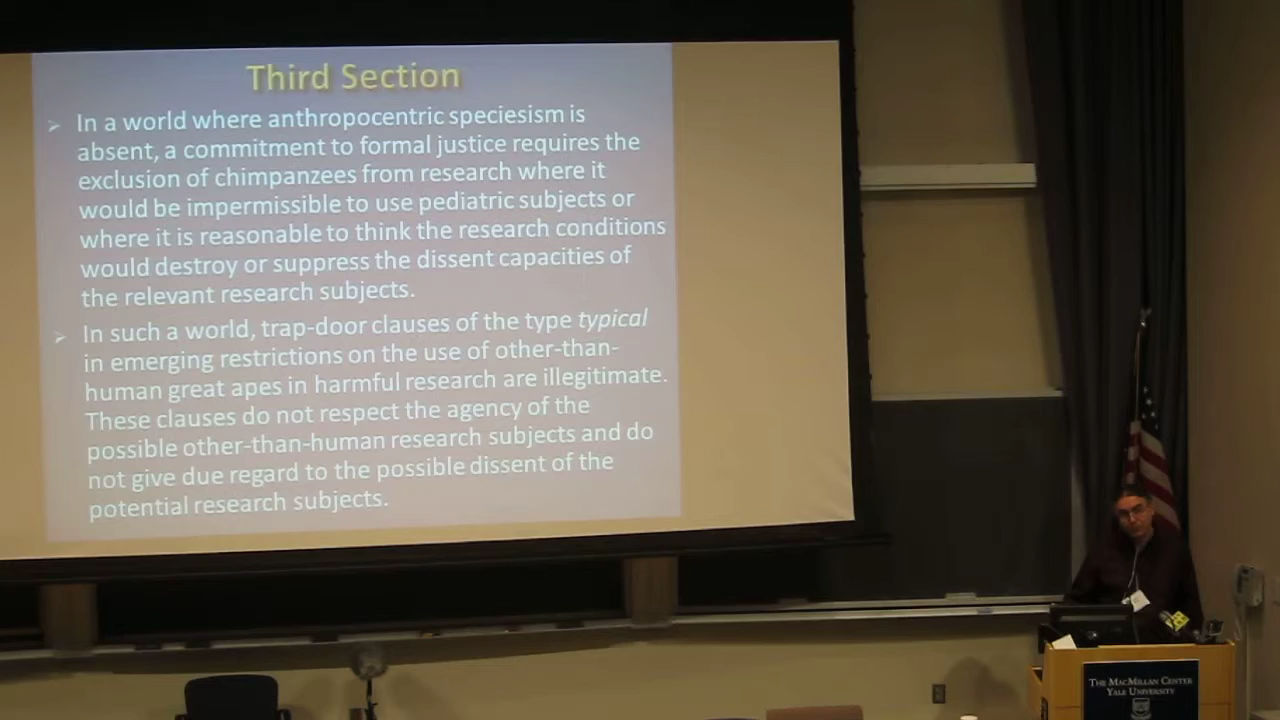 Third Section
➢ In a world where anthropocentric speciesism is
absent, a commitment to formal justice requires the
exclusion of chimpanzees from research where it
would be impermissible to use pediatric subjects or
where it is reasonable to think the research conditions
would destroy or suppress the dissent capacities of
the relevant research subjects.
➢ In such a world, trap-door clauses of the type typical
in emerging restrictions on the use of other-than-
human great apes in harmful research are illegitimate.
These clauses do not respect the agency of the
possible other-than-human research subjects and do
not give due regard to the possible dissent of the
potential research subjects.
THE MACMILLAN CENTER
YALE UNIVERSITY